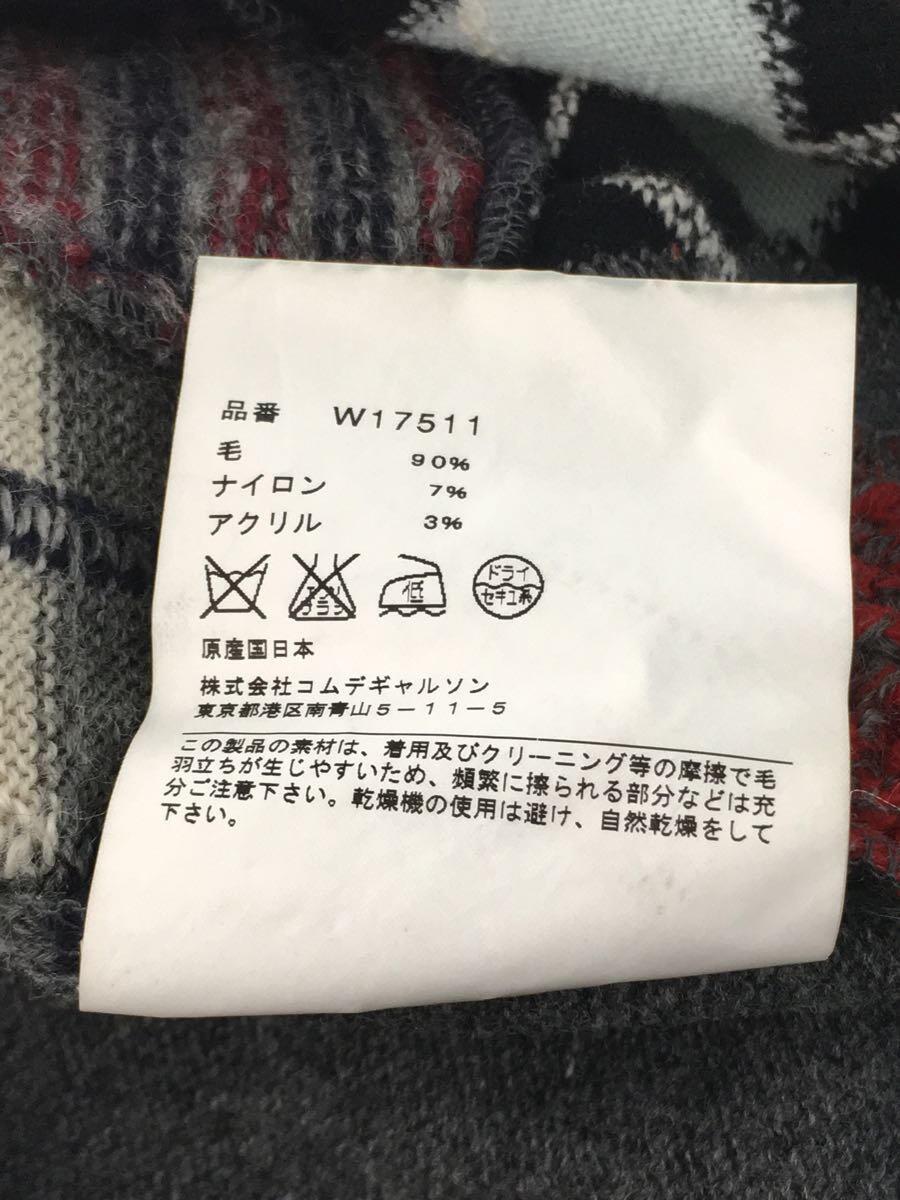 品番 W17511
毛 90%
ナイロン 7%
アクリル 3%
エンソ
フラシ 低 ドライ
セキユ系
原産国日本
株式会社コムデギャルソン
東京都港区南青山5-11-5
この製品の素材は、着用及びクリーニング等の摩擦で毛
羽立ちが生じやすいため、頻繁に擦られる部分などは充
分ご注意下さい。乾燥機の使用は避け、自然乾燥をして
下さい。